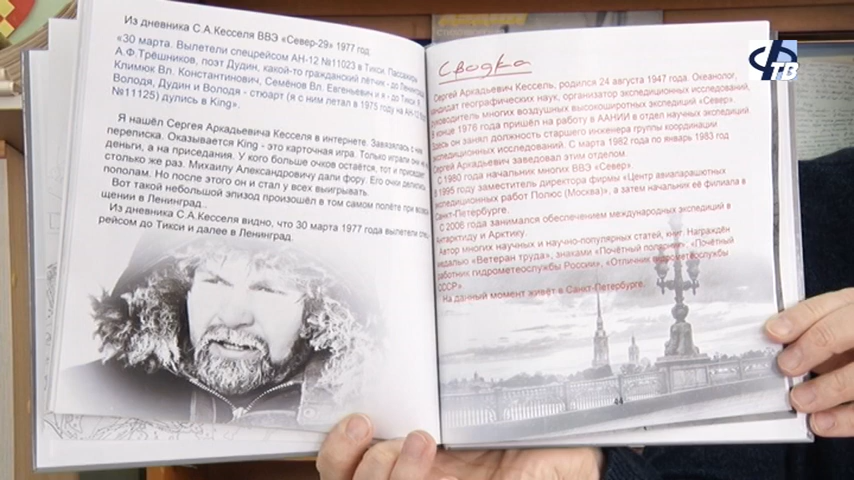 Из дневника С.А.Кесселя ВВЭ «Север-29» 1977 год:
«30 марта. Вылетели спецрейсом АН-12 №11023 в Тикси. Пассажиры
А.Ф.Трёшников, поэт Дудин, какой-то гражданский лётчик - до Ленинград
Климюк Вл. Константинович, Семёнов Вл. Евгеньевич и я - до Тикси. Я
Володя, Дудин и Володя - стюарт (я с ним летал в 1975 году на АН-12 Б
№11125) дулись в King».
Я нашёл Сергея Аркадьевича Кесселя в интернете. Завязалась с ним
переписка. Оказывается King - это карточная игра. Только играли они не на
деньги, а на приседания. У кого больше очков остаётся, тот и приседает
столько же раз. Михаилу Александровичу дали фору. Его очки делились
пополам. Но после этого он и стал у всех выигрывать.
Вот такой небольшой эпизод произошёл в том самом полёте при возвра-
щении в Ленинград..
Из дневника С.А.Кесселя видно, что 30 марта 1977 года вылетели спец-
рейсом до Тикси и далее в Ленинград.
Сводка
Сергей Аркадьевич Кессель, родился 24 августа 1947 года. Океанолог,
кандидат географических наук, организатор экспедиционных исследований,
руководитель многих воздушных высокоширотных экспедиций «Север».
В конце 1976 года пришёл на работу в ААНИИ в отдел научных экспедиций.
Здесь он занял должность старшего инженера группы координации
экспедиционных исследований. С марта 1982 года по январь 1983 год
Сергей Аркадьевич заведовал этим отделом.
С 1980 года начальник многих ВВЭ «Север».
В 1995 году заместитель директора фирмы «Центр авиапарашютных
экспедиционных работ Полюс (Москва)», а затем начальник её филиала в
Санкт-Петербурге.
С 2006 года занимался обеспечением международных экспедиций в
Антарктиду и Арктику.
Автор многих научных и научно-популярных статей, книг. Награждён
медалью «Ветеран труда», знаками «Почётный полярник», «Почётный
работник гидрометеослужбы России», «Отличник гидрометеослужбы
СССР».
На данный момент живёт в Санкт-Петербурге.
ТВ